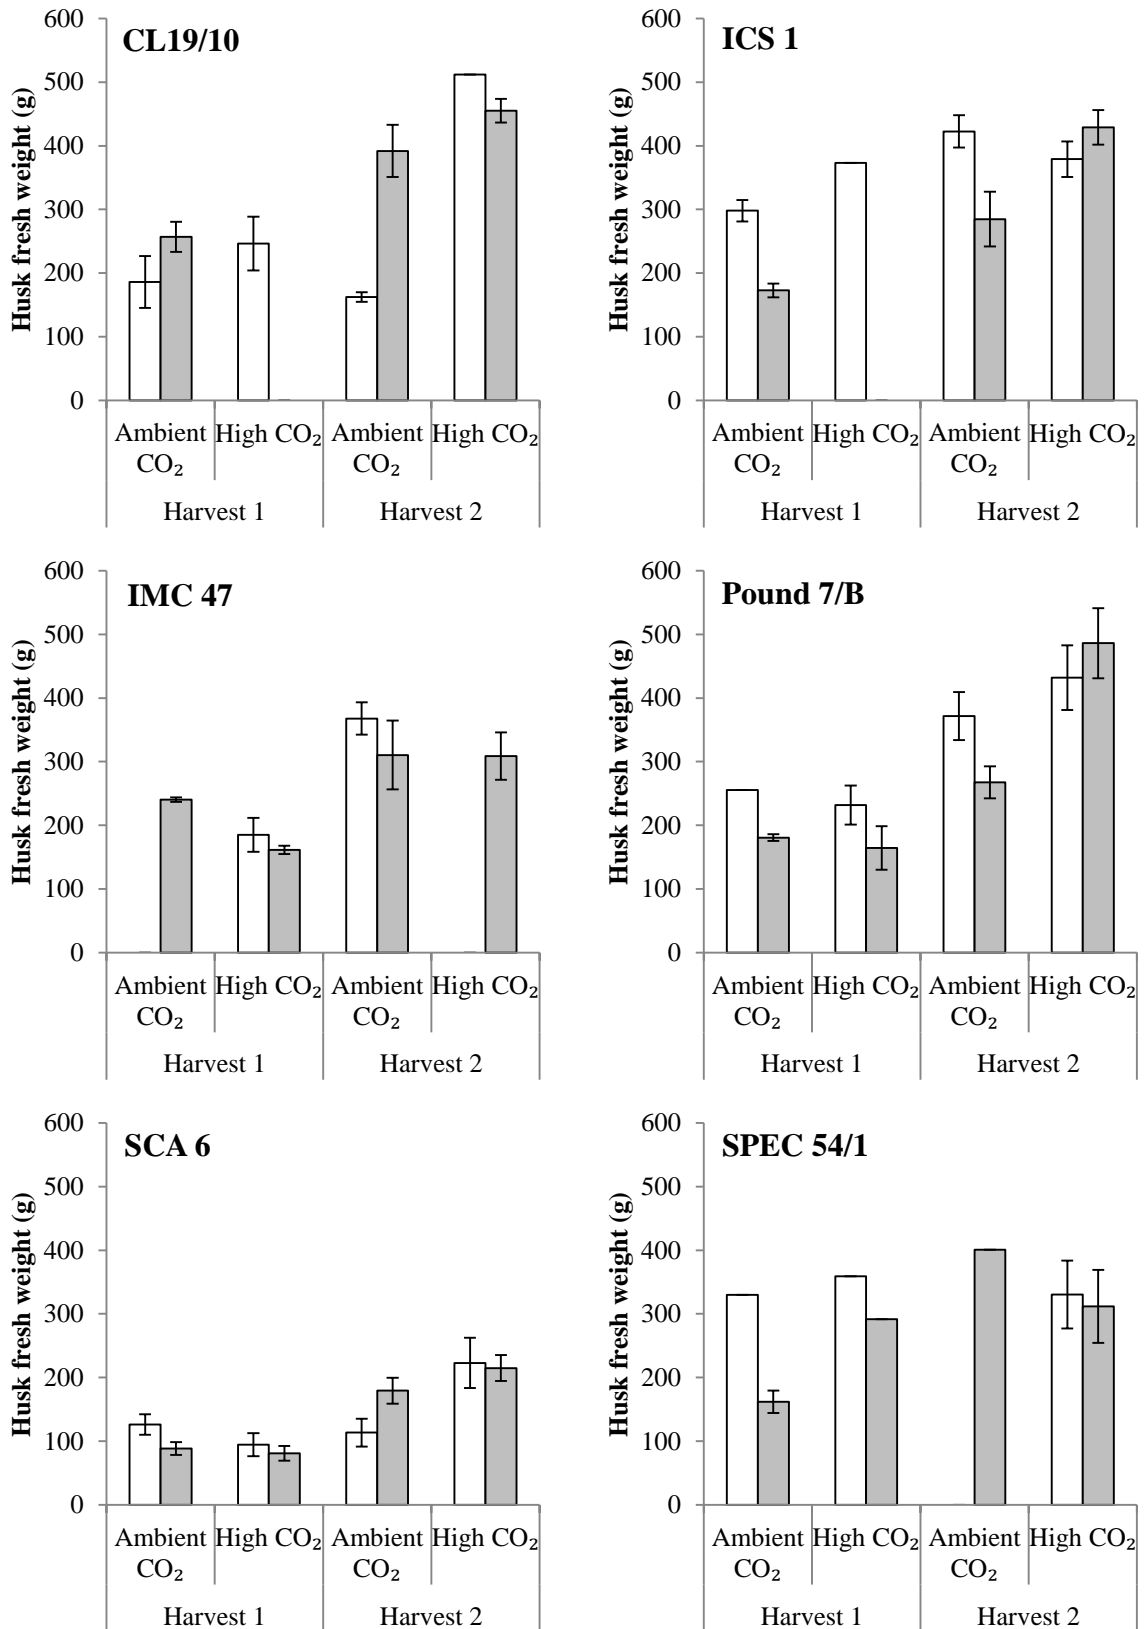 CL19/10
Husk fresh weight (g)
600
500
400
300
200
100
0
Ambient CO₂ High CO₂ Ambient CO₂ High CO₂
Harvest 1 Harvest 2
ICS 1
Husk fresh weight (g)
600
500
400
300
200
100
0
Ambient CO₂ High CO₂ Ambient CO₂ High CO₂
Harvest 1 Harvest 2
IMC 47
Husk fresh weight (g)
600
500
400
300
200
100
0
Ambient CO₂ High CO₂ Ambient CO₂ High CO₂
Harvest 1 Harvest 2
Pound 7/B
Husk fresh weight (g)
600
500
400
300
200
100
0
Ambient CO₂ High CO₂ Ambient CO₂ High CO₂
Harvest 1 Harvest 2
SCA 6
Husk fresh weight (g)
600
500
400
300
200
100
0
Ambient CO₂ High CO₂ Ambient CO₂ High CO₂
Harvest 1 Harvest 2
SPEC 54/1
Husk fresh weight (g)
600
500
400
300
200
100
0
Ambient CO₂ High CO₂ Ambient CO₂ High CO₂
Harvest 1 Harvest 2